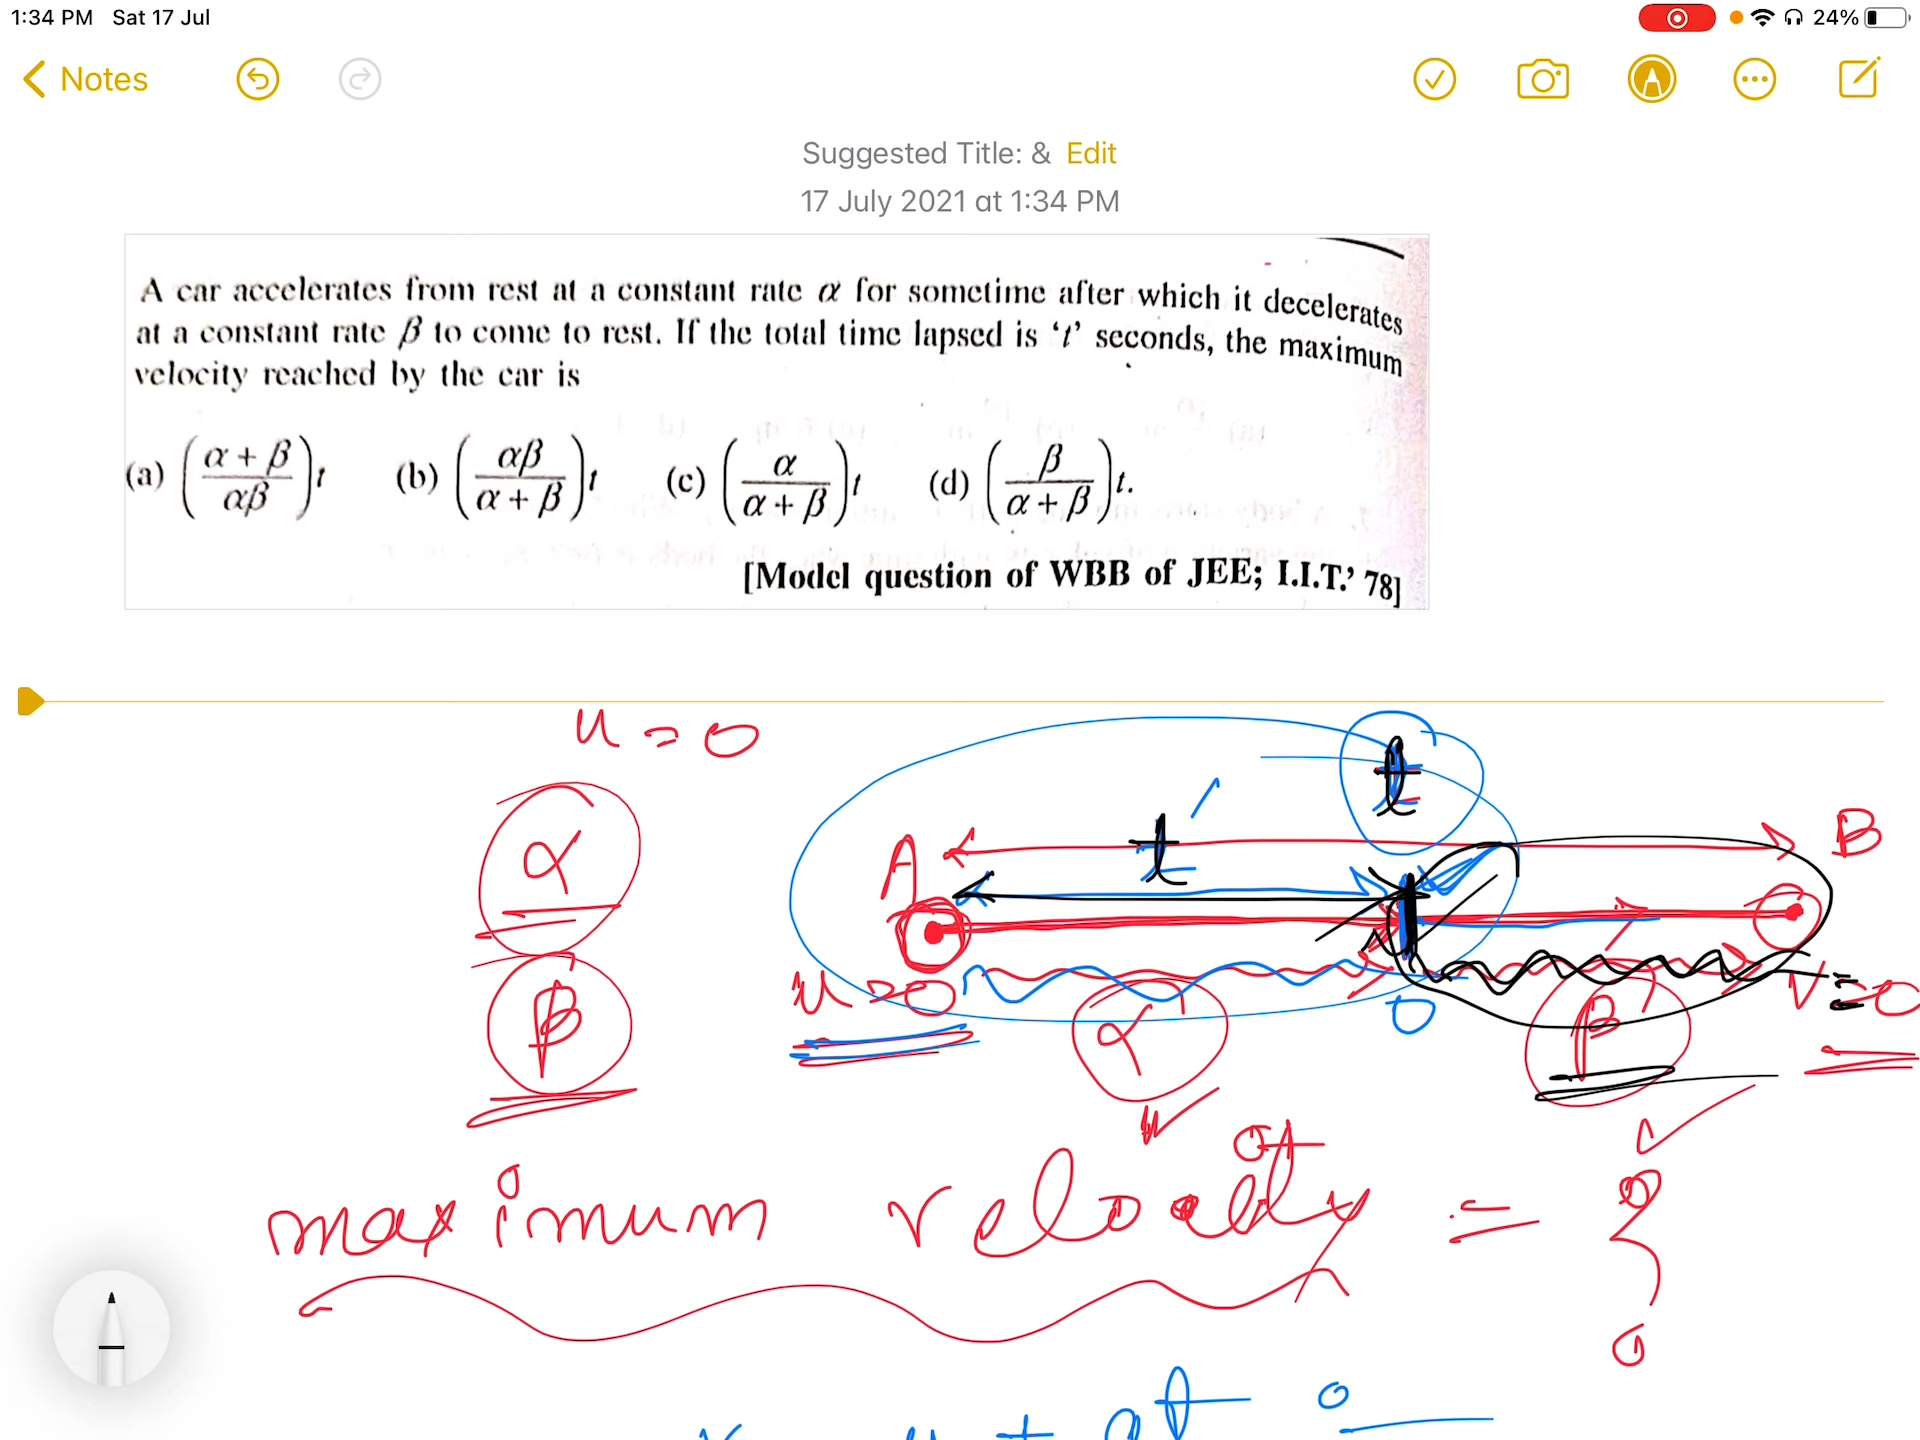 1:34 PM Sat 17 Jul
24%
Notes
Suggested Title: & Edit
17 July 2021 at 1:34 PM
A car accelerates from rest at a constant rate α for sometime after which it decelerates
at a constant rate β to come to rest. If the total time lapsed is ‘t’ seconds, the maximum
velocity reached by the car is
(a) (α + β / αβ) t (b) (αβ / α + β) t (c) (α / α + β) t (d) (β / α + β) t.
[Model question of WBB of JEE; I.I.T.’ 78]
u = 0
t
t
A B
α
u = 0 O v = 0
β α β
maximum velocity =